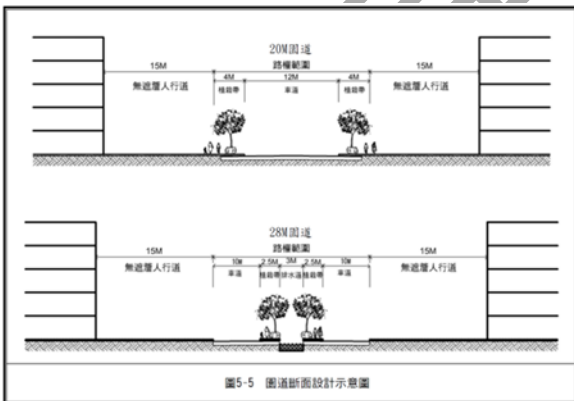 20M園道
路權範圍
15M 4M 12M 4M 15M
無遮簷人行道 植栽帶 車道 植栽帶 無遮簷人行道
28M園道
路權範圍
15M 10M 2.5M 3M 2.5M 10M 15M
無遮簷人行道 車道 植栽帶 排水道 植栽帶 車道 無遮簷人行道
圖5-5 園道斷面設計示意圖